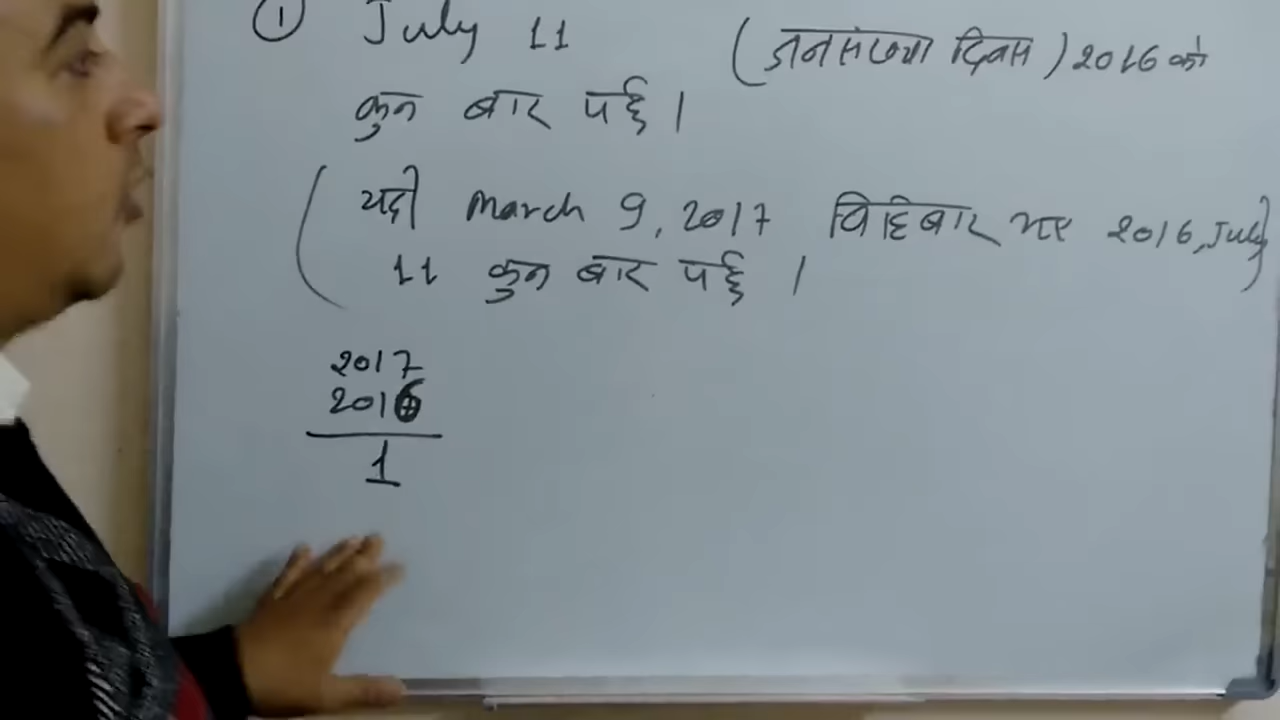 ① July 11 (जनसंख्या दिवस) 2016 को
कुन बार पर्छ।
(यदी March 9, 2017 बिहिबार भए 2016, July
11 कुन बार पर्छ।)
2017
2016
1